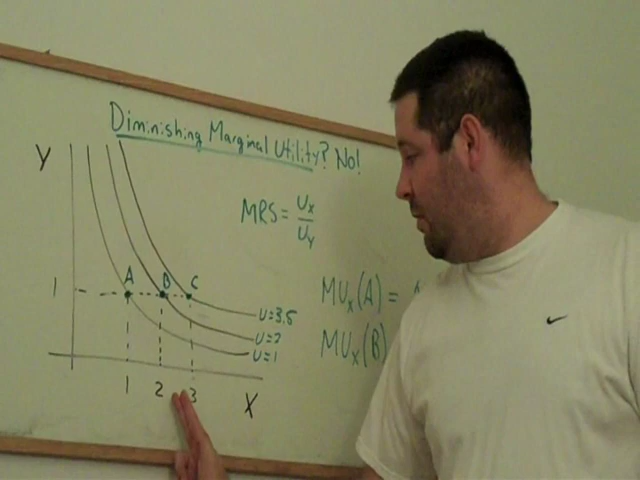 Diminishing Marginal Utility? No!
Y
MRS = Ux/Uy
A B C
1
U=3.5
U=2
U=1
MUx(A) =
MUx(B)
1 2 3
X